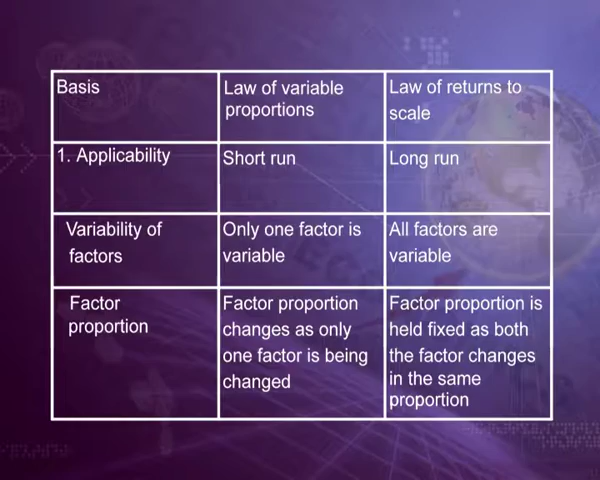 Basis
Law of variable
proportions
Law of returns to
scale
1. Applicability
Short run
Long run
Variability of
factors
Only one factor is
variable
All factors are
variable
Factor
proportion
Factor proportion
changes as only
one factor is being
changed
Factor proportion is
held fixed as both
the factor changes
in the same
proportion